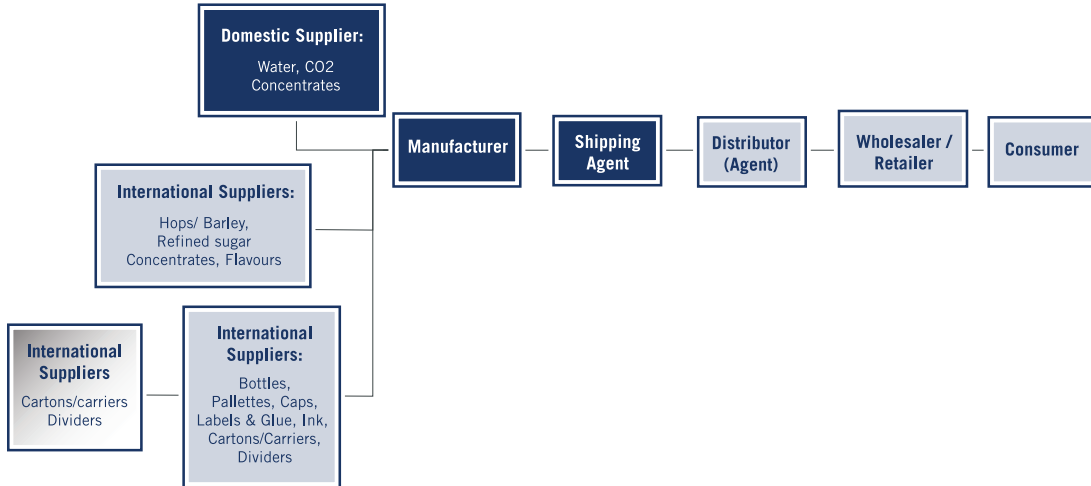 Domestic Supplier:
Water, CO2
Concentrates
Manufacturer
Shipping
Agent
Distributor
(Agent)
Wholesaler /
Retailer
Consumer
International Suppliers:
Hops/ Barley,
Refined sugar
Concentrates, Flavours
International
Suppliers
Cartons/carriers
Dividers
International
Suppliers:
Bottles,
Pallettes, Caps,
Labels & Glue, Ink,
Cartons/Carriers,
Dividers